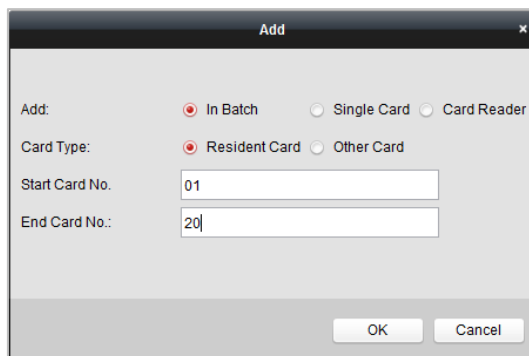 Add
×
Add: In Batch Single Card Card Reader
Card Type: Resident Card Other Card
Start Card No. 01
End Card No.: 20
OK Cancel